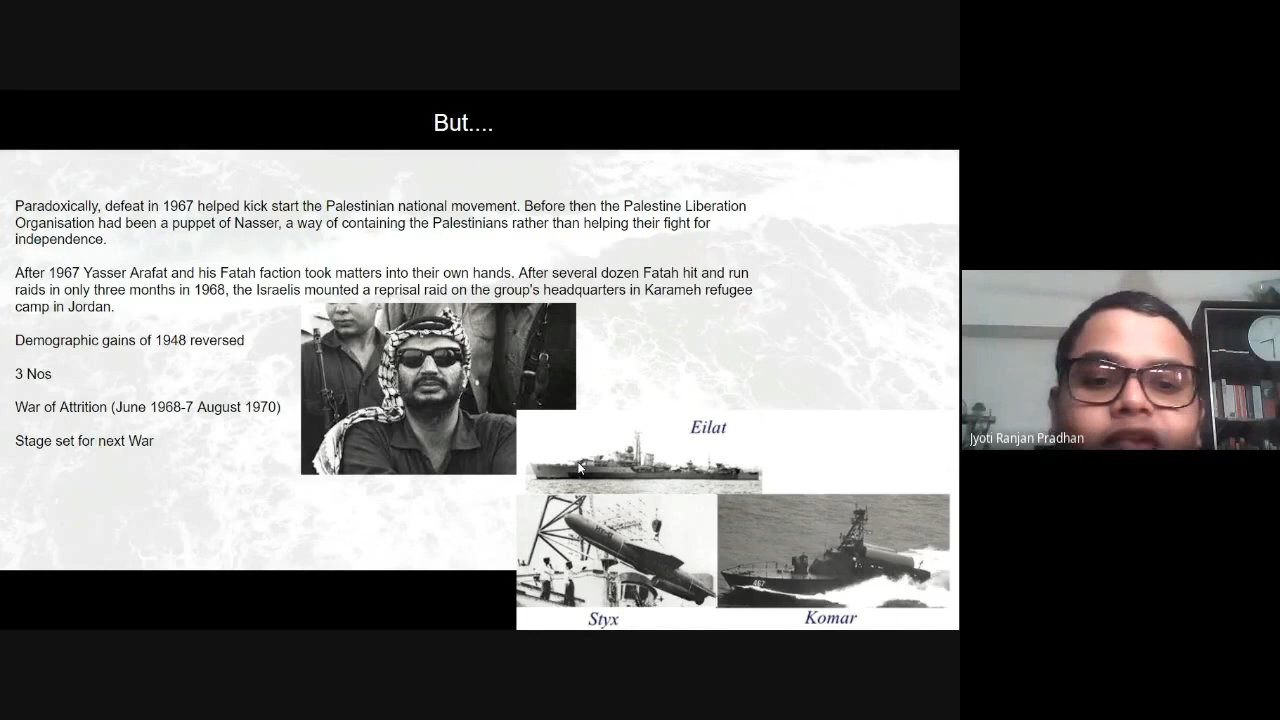 But....
Paradoxically, defeat in 1967 helped kick start the Palestinian national movement. Before then the Palestine Liberation
Organisation had been a puppet of Nasser, a way of containing the Palestinians rather than helping their fight for
independence.
After 1967 Yasser Arafat and his Fatah faction took matters into their own hands. After several dozen Fatah hit and run
raids in only three months in 1968, the Israelis mounted a reprisal raid on the group's headquarters in Karameh refugee
camp in Jordan.
Demographic gains of 1948 reversed
3 Nos
War of Attrition (June 1968-7 August 1970)
Stage set for next War
Eilat
467
Styx
Komar
Jyoti Ranjan Pradhan